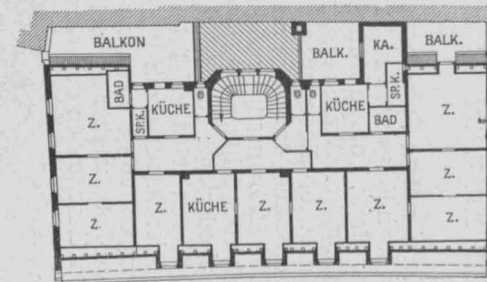 BALKON
BALK.
KA.
BALK.
BAD
SP.K.
KÜCHE
KÜCHE
SP.K.
BAD
Z.
Z.
Z.
Z.
Z.
Z.
Z.
KÜCHE
Z.
Z.
Z.